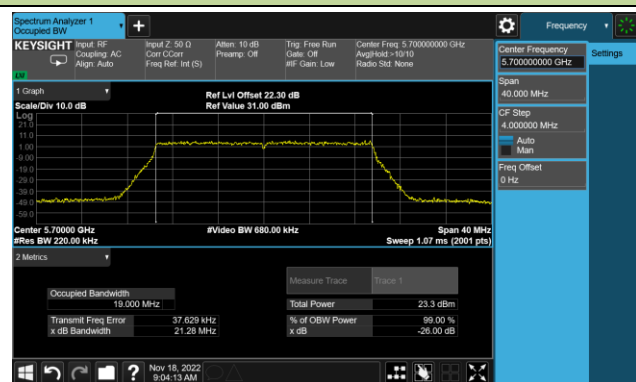 Spectrum Analyzer 1
Occupied BW
KEYSIGHT
Input: RF
Coupling: AC
Align: Auto
Input Z: 50 Ω
Corr CCorr
Freq Ref: Int (S)
Atten: 10 dB
Preamp: Off
Trig: Free Run
Gate: Off
#IF Gain: Low
Center Freq: 5.700000000 GHz
Avg|Hold:>10/10
Radio Std: None
1 Graph
Scale/Div 10.0 dB
Ref Lvl Offset 22.30 dB
Ref Value 31.00 dBm
Log
21.0
11.0
1.00
-9.00
-19.0
-29.0
-39.0
-49.0
-59.0
Center 5.70000 GHz
#Res BW 220.00 kHz
#Video BW 680.00 kHz
Span 40 MHz
Sweep 1.07 ms (2001 pts)
2 Metrics
Measure Trace
Trace 1
Occupied Bandwidth
19.000 MHz
Total Power
23.3 dBm
Transmit Freq Error
37.629 kHz
% of OBW Power
99.00 %
x dB Bandwidth
21.28 MHz
x dB
-26.00 dB
Nov 18, 2022
9:04:13 AM
Frequency
Settings
Center Frequency
5.700000000 GHz
Span
40.000 MHz
CF Step
4.000000 MHz
Auto
Man
Freq Offset
0 Hz